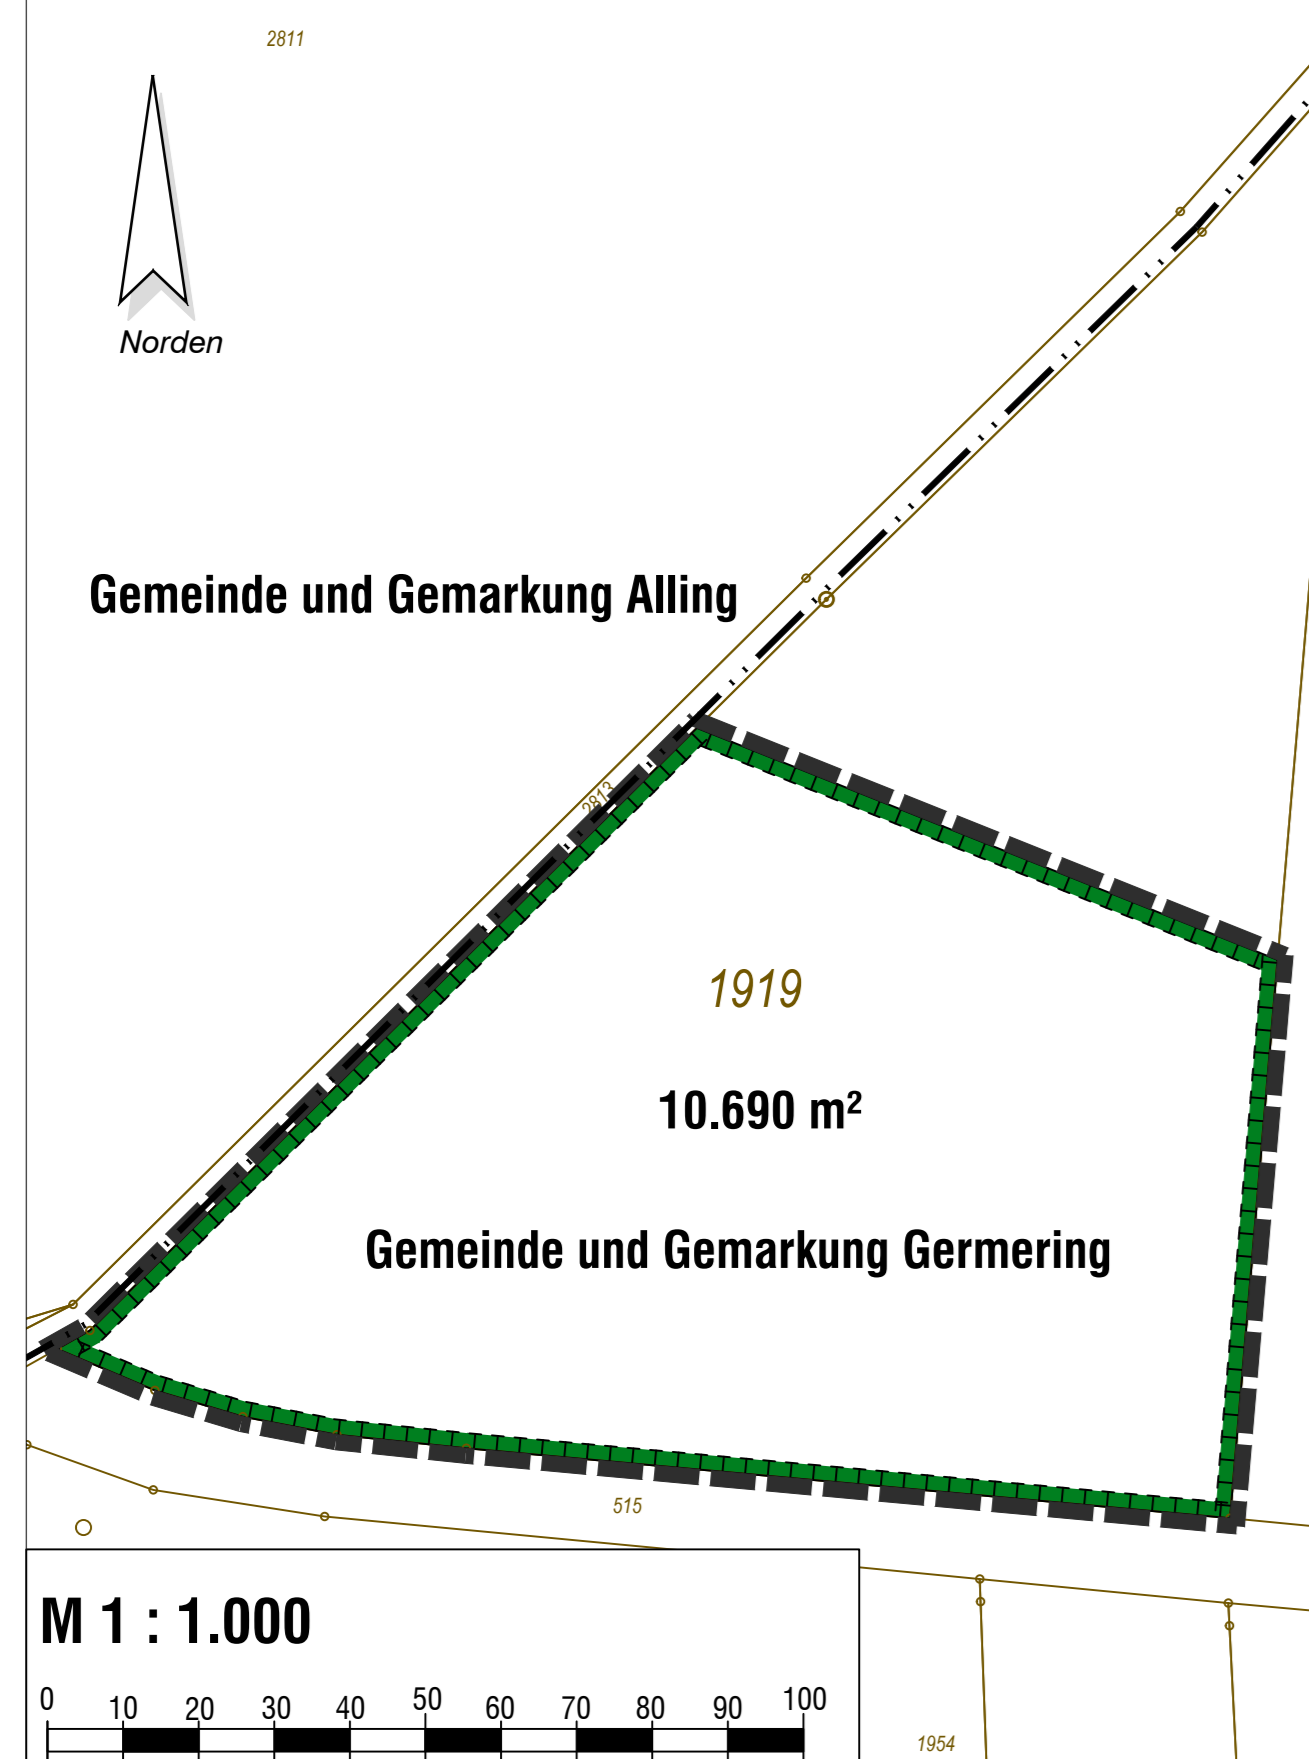 2811
Norden
Gemeinde und Gemarkung Alling
2813
1919
10.690 m²
Gemeinde und Gemarkung Germering
515
M 1 : 1.000
0 10 20 30 40 50 60 70 80 90 100
1954